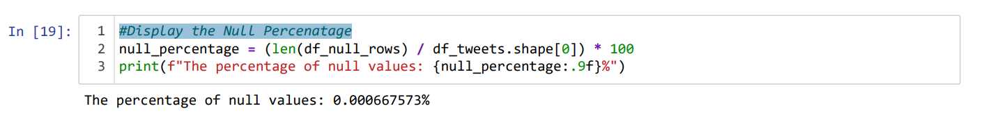 In [19]:
1 #Display the Null Percenatage
2 null_percentage = (len(df_null_rows) / df_tweets.shape[0]) * 100
3 print(f"The percentage of null values: {null_percentage:.9f}%")
The percentage of null values: 0.000667573%